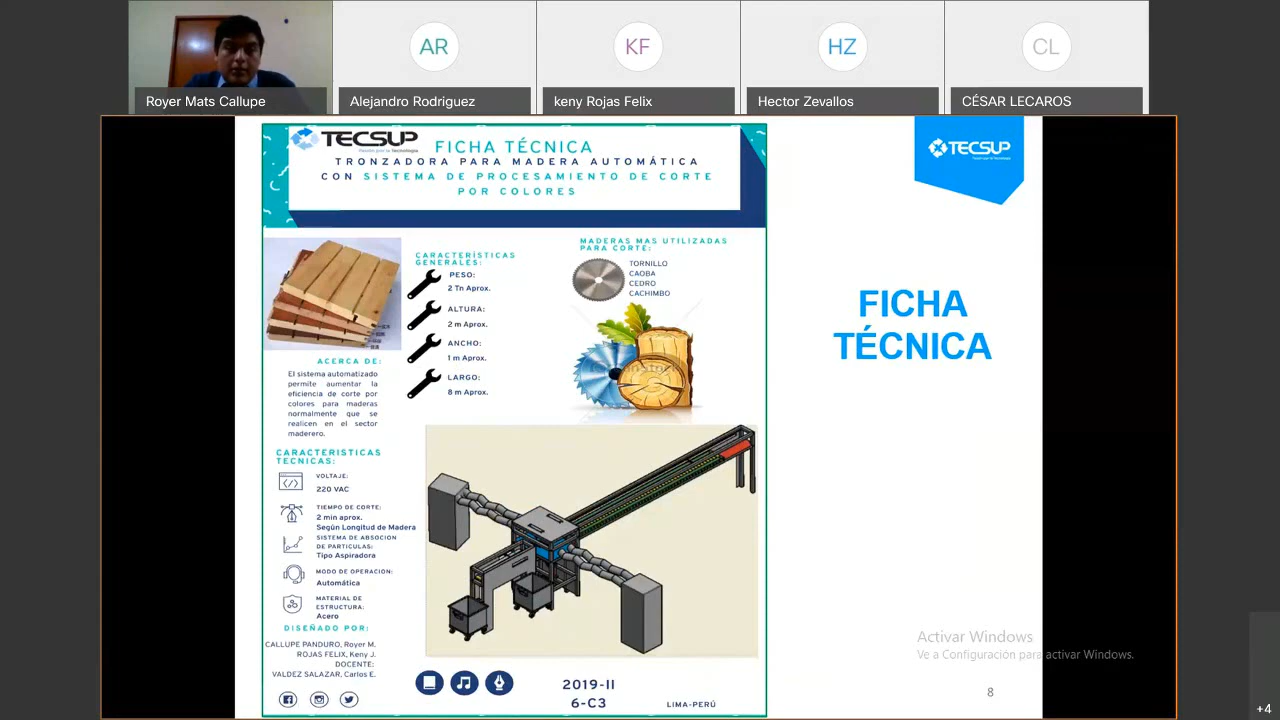 AR
KF
HZ
CL
Royer Mats Callupe
Alejandro Rodriguez
keny Rojas Felix
Hector Zevallos
CÉSAR LECAROS
TECSUP
FICHA TÉCNICA
TRONZADORA PARA MADERA AUTOMÁTICA
CON SISTEMA DE PROCESAMIENTO DE CORTE
POR COLORES
TECSUP
FICHA
TÉCNICA
ACERCA DE:
El sistema automatizado
permite aumentar la
eficiencia de corte por
colores para maderas
normalmente que se
realicen en el sector
maderero.
CARACTERÍSTICAS
GENERALES:
PESO:
2 Tn Aprox.
ALTURA:
2 m Aprox.
ANCHO:
1 m Aprox.
LARGO:
8 m Aprox.
MADERAS MAS UTILIZADAS
PARA CORTE:
TORNILLO
CAOBA
CEDRO
CACHIMBO
CARACTERISTICAS
TECNICAS:
VOLTAJE:
220 VAC
TIEMPO DE CORTE:
2 min aprox.
Según Longitud de Madera
SISTEMA DE ABSOCION
DE PARTICULAS:
Tipo Aspiradora
MODO DE OPERACION:
Automática
MATERIAL DE
ESTRUCTURA:
Acero
DISEÑADO POR:
CALLUPE PANDURO, Royer M.
ROJAS FELIX, Keny J.
DOCENTE:
VALDEZ SALAZAR, Carlos E.
2019-II
6-C3
LIMA-PERÚ
Activar Windows
Ve a Configuración para activar Windows.
8
+4